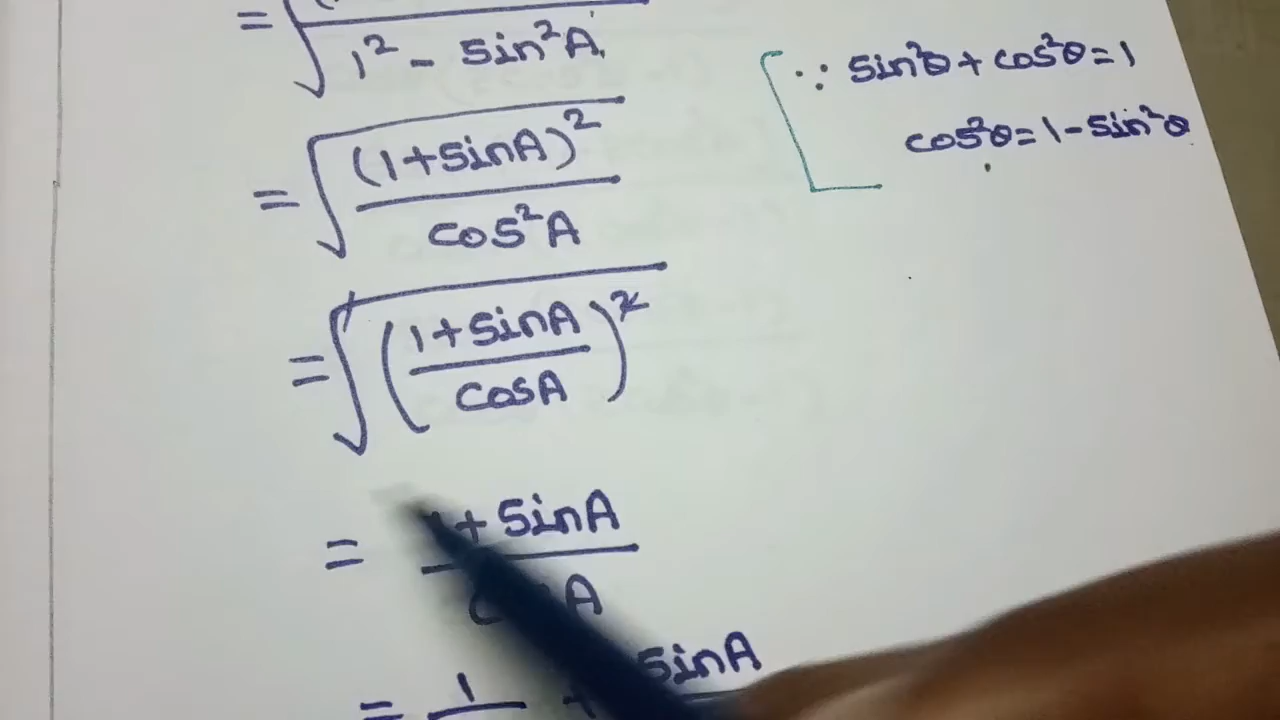 = √ 1² - sin²A
∵ sin²θ + cos²θ = 1
cos²θ = 1 - sin²θ
= √ (1+sinA)² / cos²A
= √ ( 1+sinA / cosA )²
= + sinA / A
= 1 + sinA